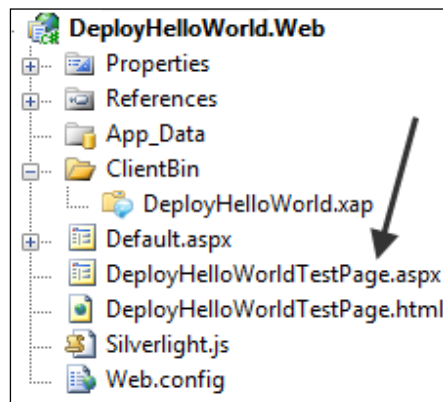 DeployHelloWorld.Web
Properties
References
App_Data
ClientBin
DeployHelloWorld.xap
Default.aspx
DeployHelloWorldTestPage.aspx
DeployHelloWorldTestPage.html
Silverlight.js
Web.config